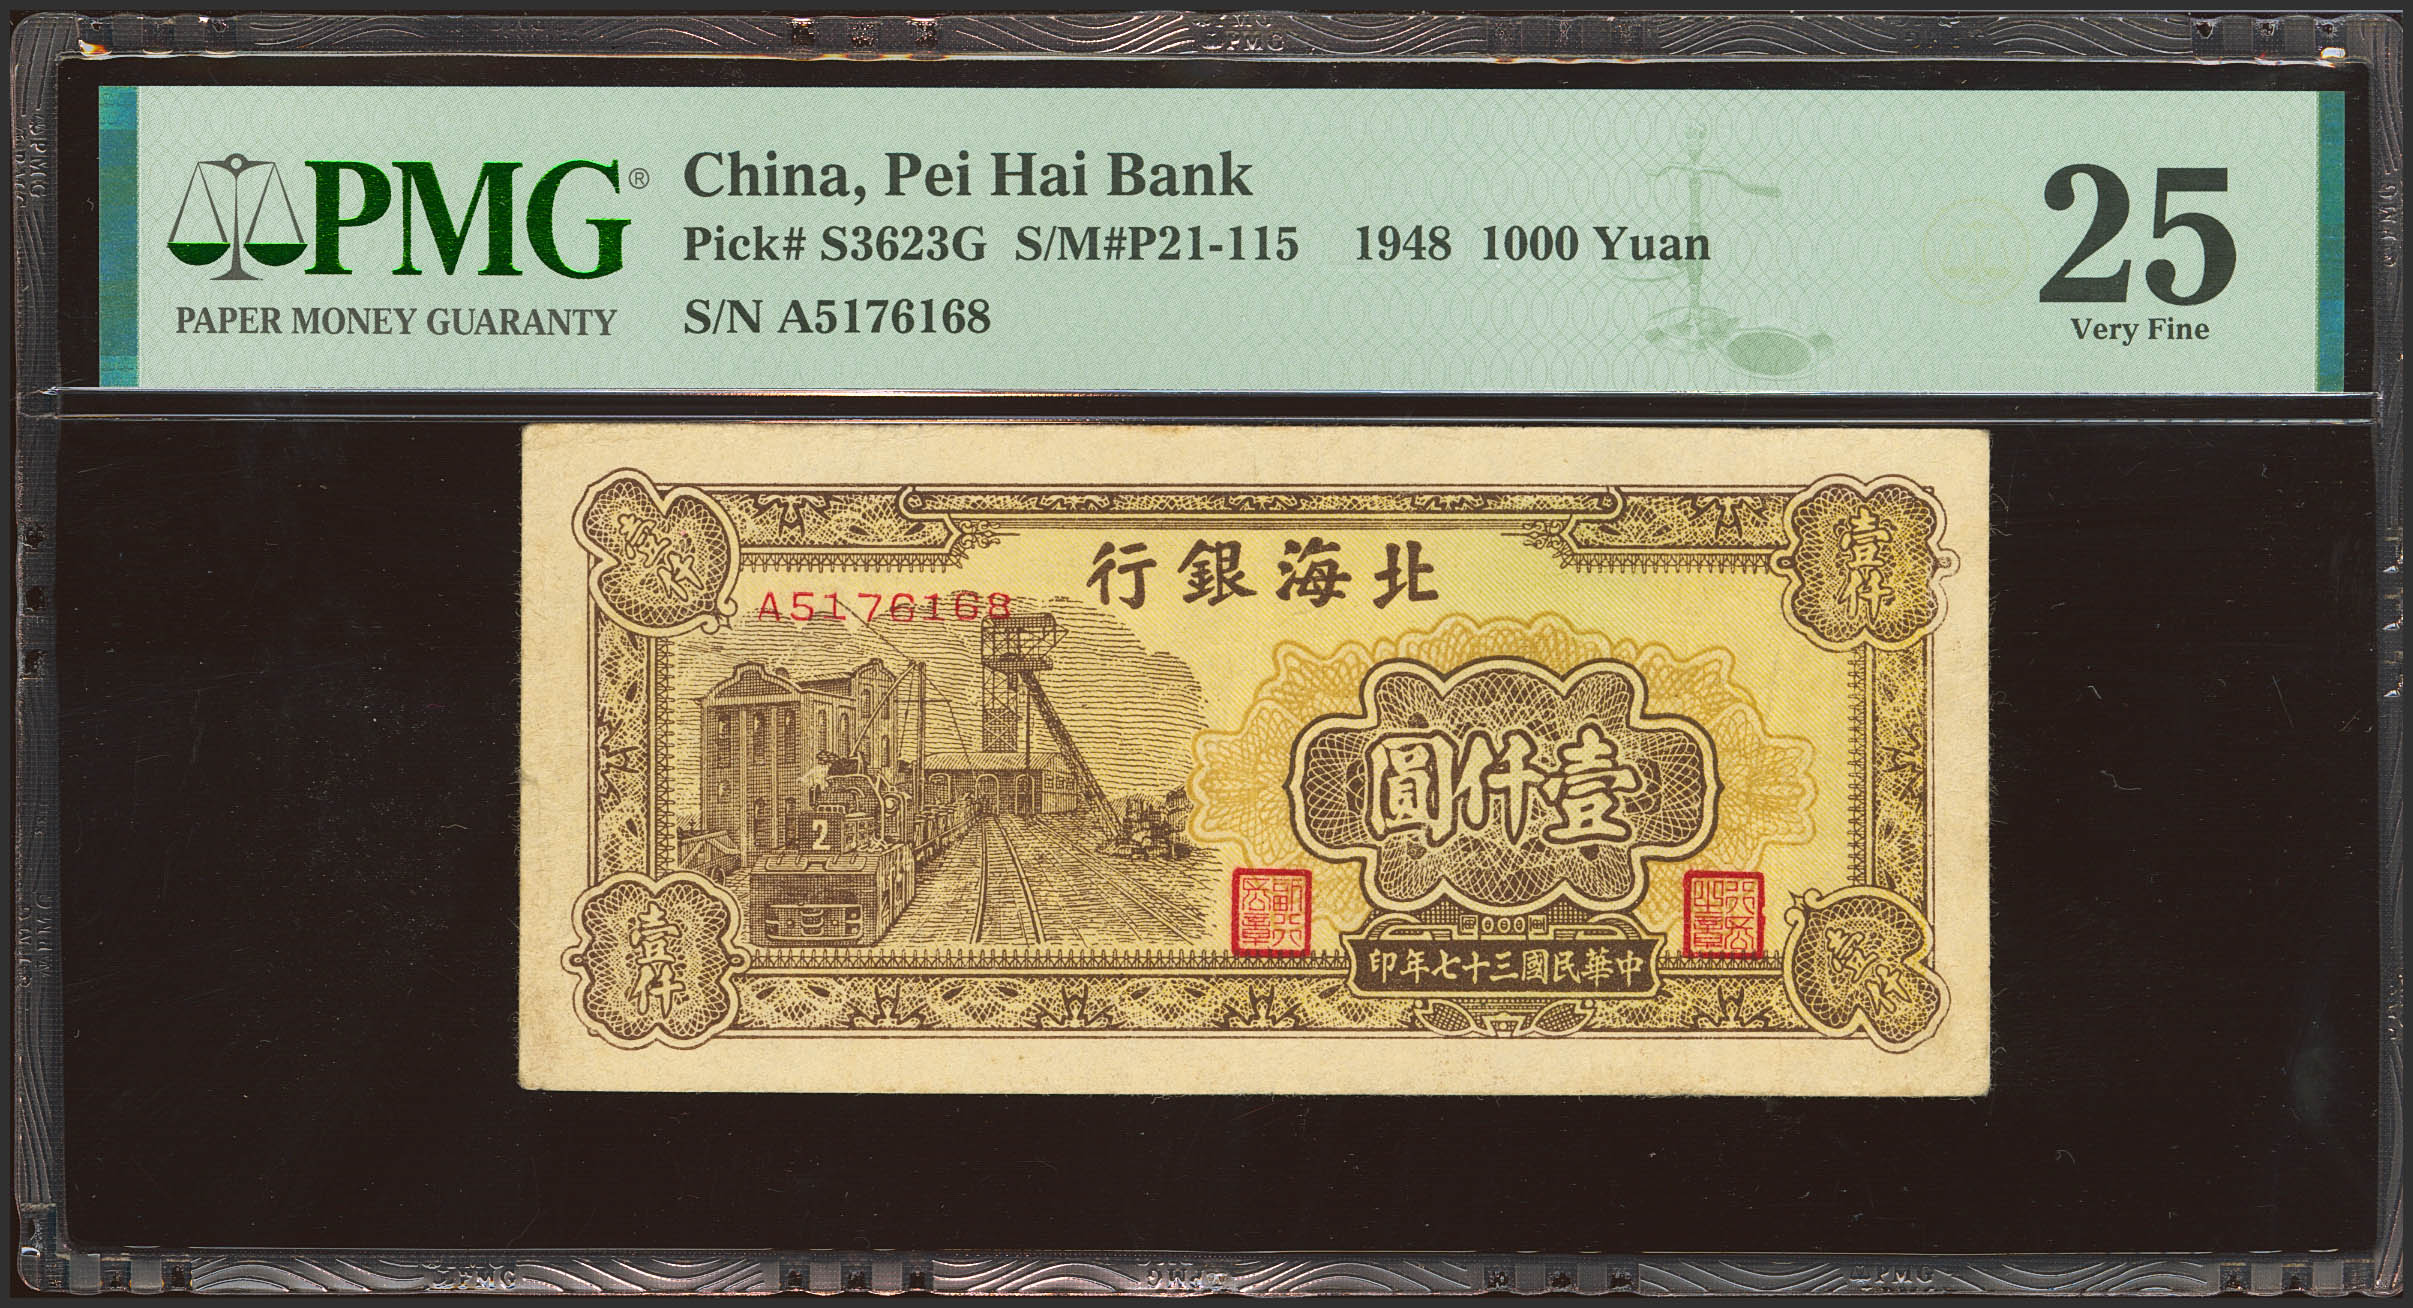 PMG®
PAPER MONEY GUARANTY
China, Pei Hai Bank
Pick# S3623G S/M#P21-115 1948 1000 Yuan
S/N A5176168
25
Very Fine
行銀海北
A5176168
壹仟
壹仟
圓仟壹
2
1000
印年七十三國民華中
壹仟
壹仟